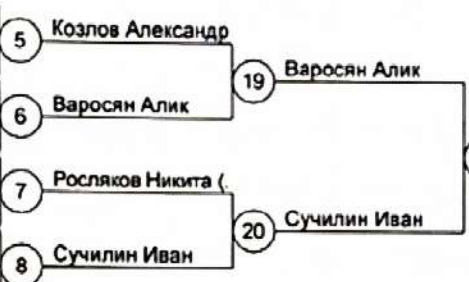 5 Козлов Александр
19 Варосян Алик
6 Варосян Алик
7 Росляков Никита (.
20 Сучилин Иван
8 Сучилин Иван